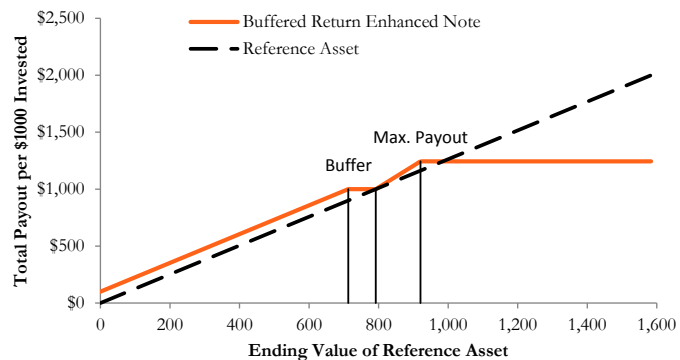 Buffered Return Enhanced Note
Reference Asset
Total Payout per $1000 Invested
$2,500
$2,000
$1,500
$1,000
$500
$0
Max. Payout
Buffer
0 200 400 600 800 1,000 1,200 1,400 1,600
Ending Value of Reference Asset